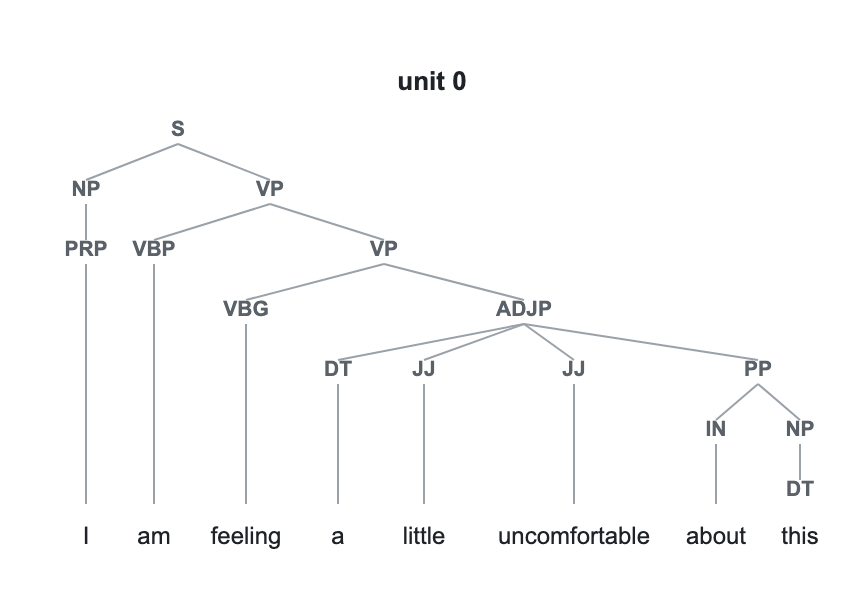 unit 0
S
NP VP
PRP VBP VP
VBG ADJP
DT JJ JJ PP
IN NP
DT
I am feeling a little uncomfortable about this